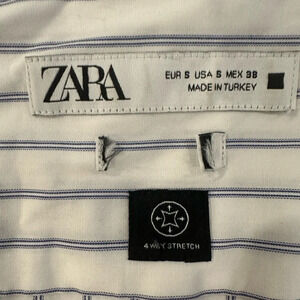 ZARA
EUR S USA S MEX 38
MADE IN TURKEY
4 WAY STRETCH